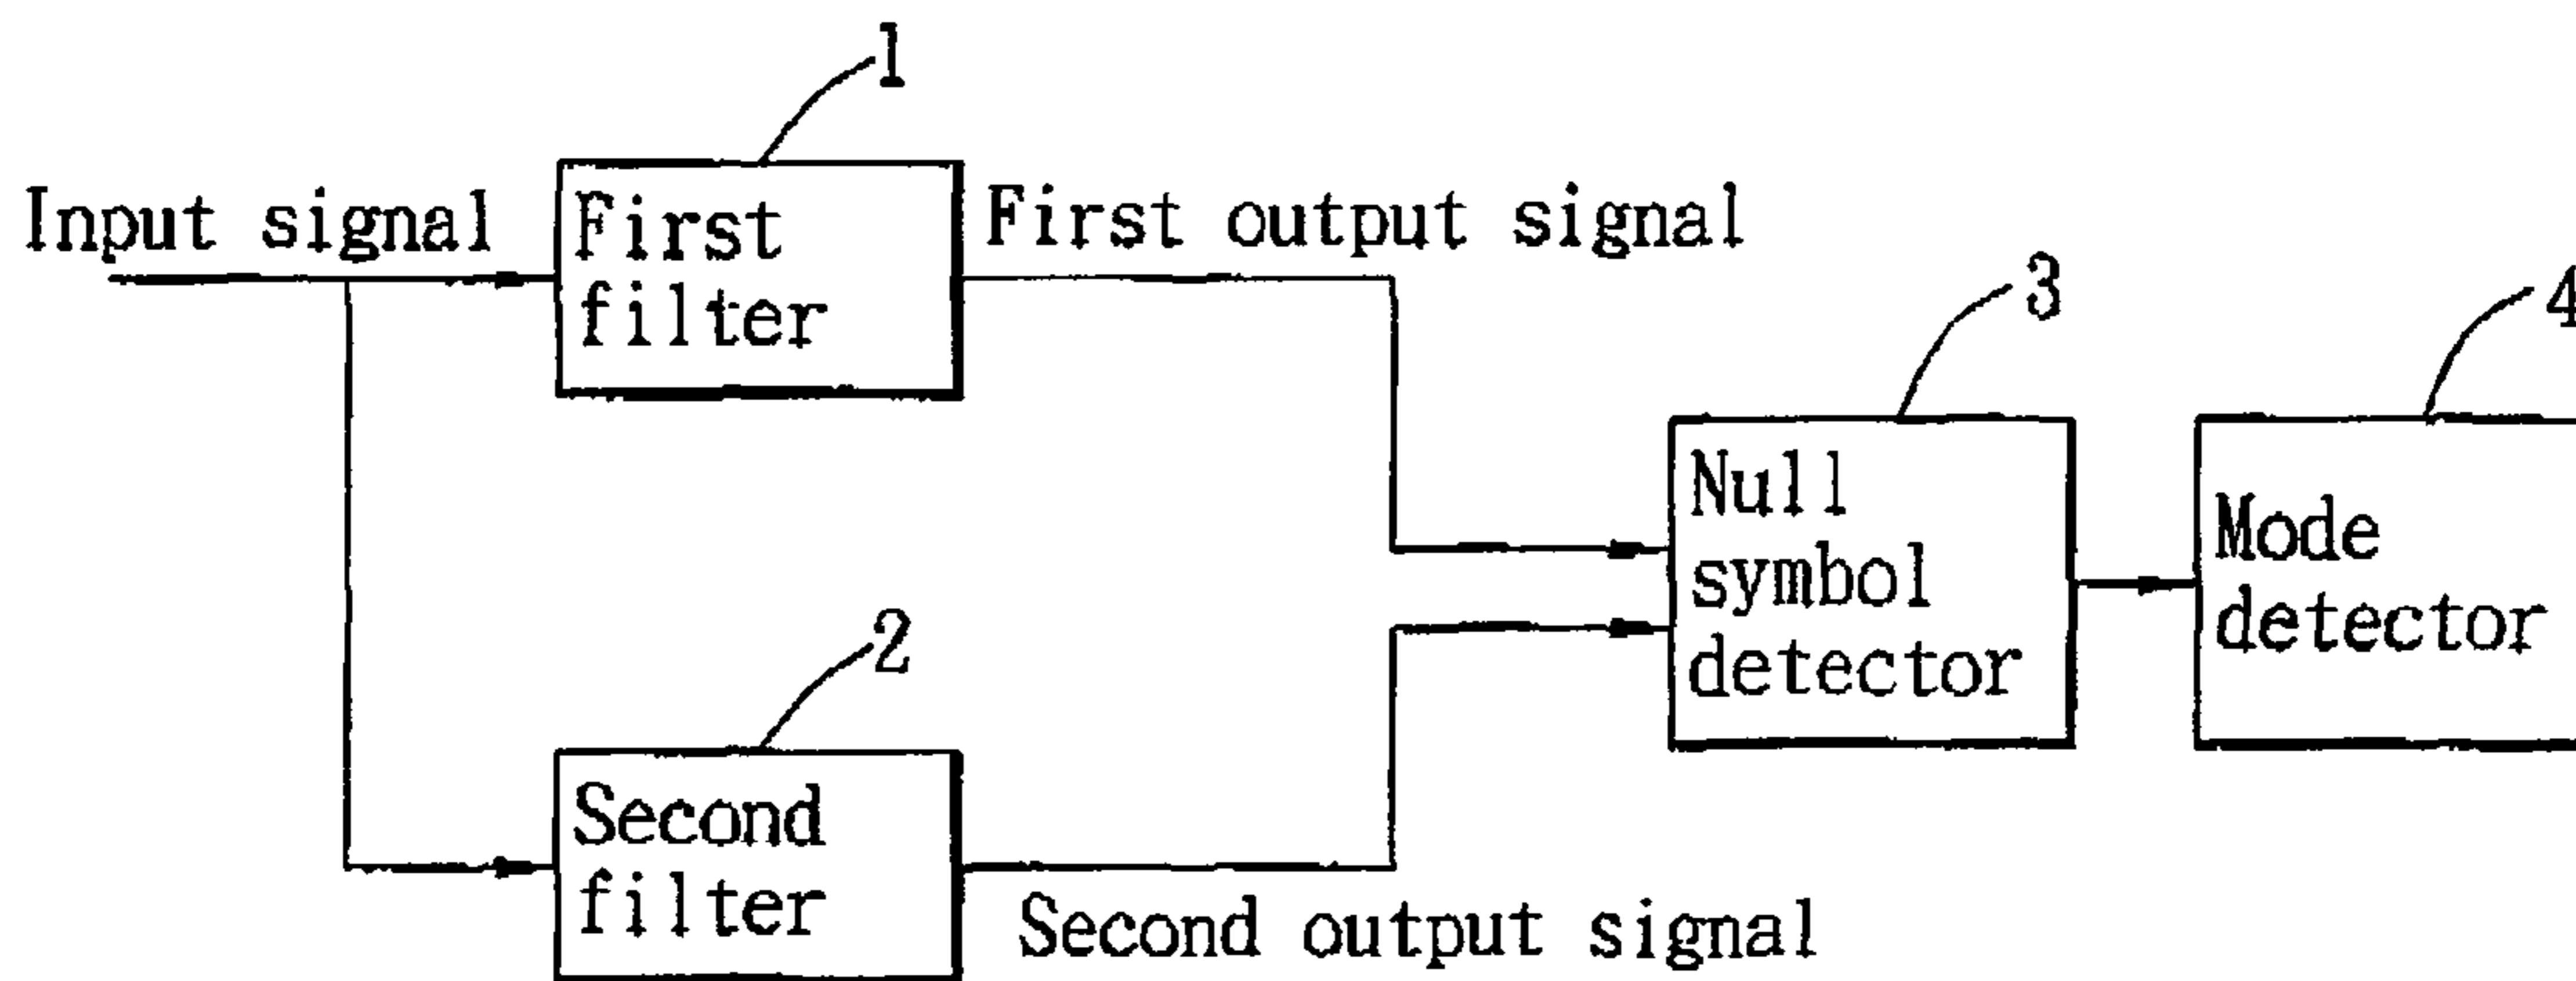 1
Input signal
First
filter
First output signal
3
4
Null
symbol
detector
Mode
detector
2
Second
filter
Second output signal